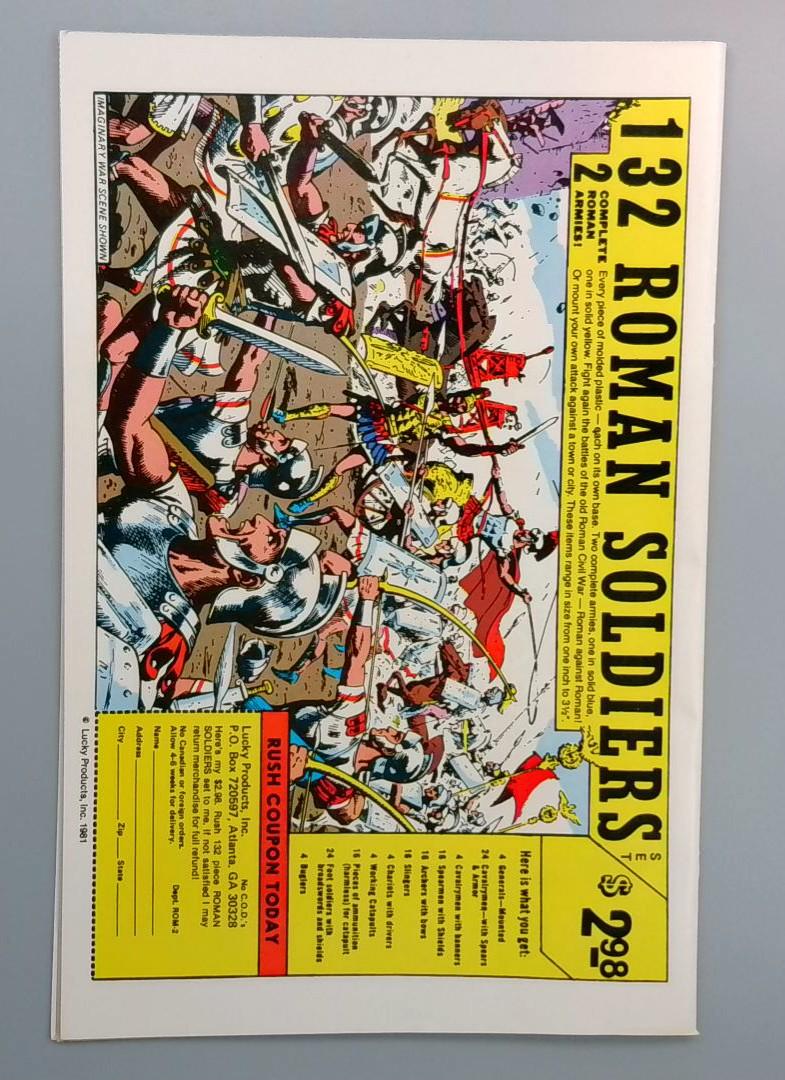 132 ROMAN SOLDIERS
SET
$2.98
2 COMPLETE
ROMAN
ARMIES!
Every piece of molded plastic — each on its own base. Two complete armies, one in solid blue,
one in solid yellow. Fight again the battles of the old Roman Civil War — Roman against Roman!
Or mount your own attack against a town or city. These items range in size from one inch to 3½".
Here is what you get:
4 Generals—Mounted
24 Cavalrymen—with Spears
& Armor
4 Cavalrymen with banners
16 Spearmen with Shields
16 Archers with bows
16 Slingers
4 Chariots with drivers
4 Working Catapults
16 Pieces of ammunition
(harmless) for catapult
24 Foot soldiers with
broadswords and shields
4 Buglers
RUSH COUPON TODAY
Lucky Products, Inc. No C.O.D.'s
P.O. Box 720597, Atlanta, GA 30328
Here's my $2.98. Rush 132 piece ROMAN
SOLDIERS set to me. If not satisfied I may
return merchandise for full refund!
No Canadian or foreign orders.
Allow 4-6 weeks for delivery. Dept. ROM-2
Name
Address
City Zip State
IMAGINARY WAR SCENE SHOWN
© Lucky Products, Inc. 1981